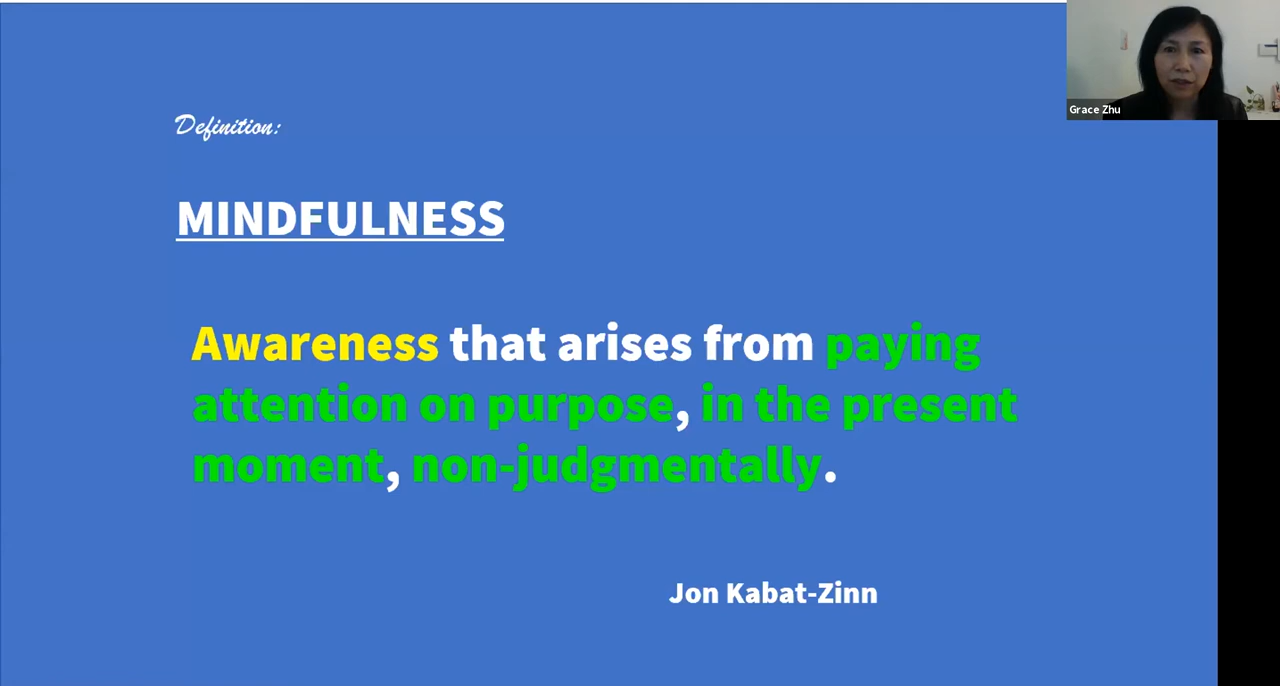 Grace Zhu
Definition:
MINDFULNESS
Awareness that arises from paying
attention on purpose, in the present
moment, non-judgmentally.
Jon Kabat-Zinn